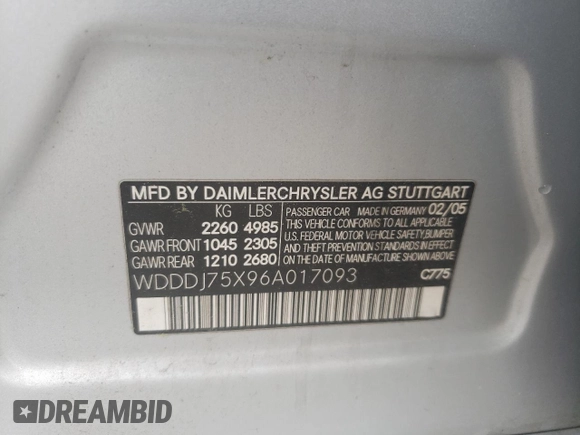 MFD BY DAIMLERCHRYSLER AG STUTTGART
KG LBS
GVWR 2260 4985
GAWR FRONT 1045 2305
GAWR REAR 1210 2680
PASSENGER CAR MADE IN GERMANY 02/05
THIS VEHICLE CONFORMS TO ALL APPLICABLE
U.S. FEDERAL MOTOR VEHICLE SAFETY, BUMPER
AND THEFT PREVENTION STANDARDS IN EFFECT
ON THE DATE OF MANUFACTURE SHOWN ABOVE.
WDDDJ75X96A017093
C775
DREAMBID